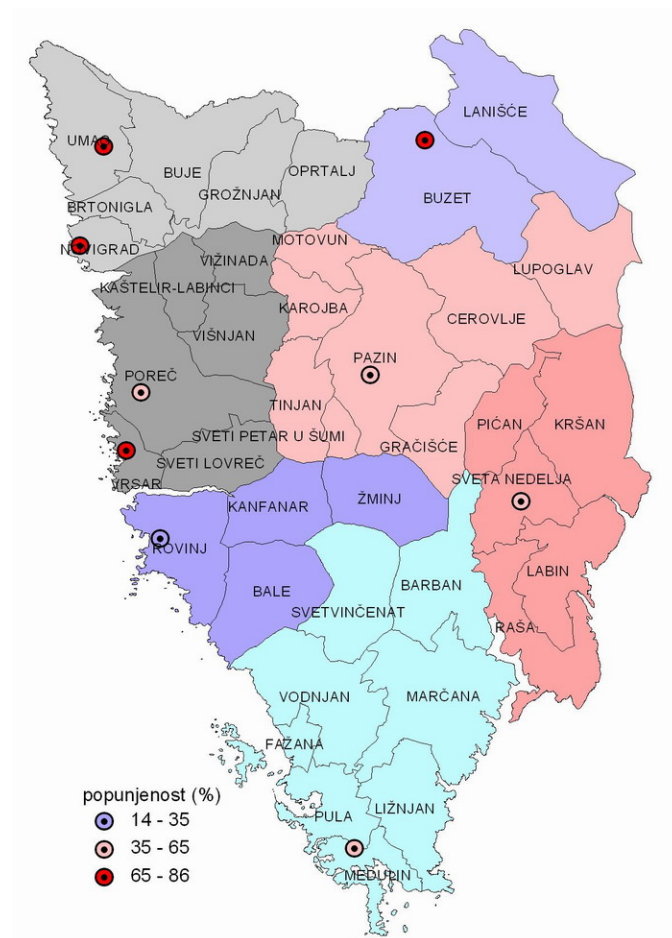 LANIŠĆE
UMAG
BUJE
OPRTALJ
GROŽNJAN
BUZET
BRTONIGLA
NOVIGRAD
MOTOVUN
VIŽINADA
LUPOGLAV
KAŠTELIR-LABINCI
KAROJBA
CEROVLJE
VIŠNJAN
PAZIN
POREČ
TINJAN
PIĆAN
KRŠAN
SVETI PETAR U ŠUMI
GRAČIŠĆE
SVETI LOVREČ
SVETA NEDELJA
VRSAR
KANFANAR
ŽMINJ
ROVINJ
LABIN
BALE
BARBAN
SVETVINČENAT
RAŠA
VODNJAN
MARČANA
FAŽANA
popunjenost (%)
14 - 35
35 - 65
65 - 86
PULA
LIŽNJAN
MEDULIN